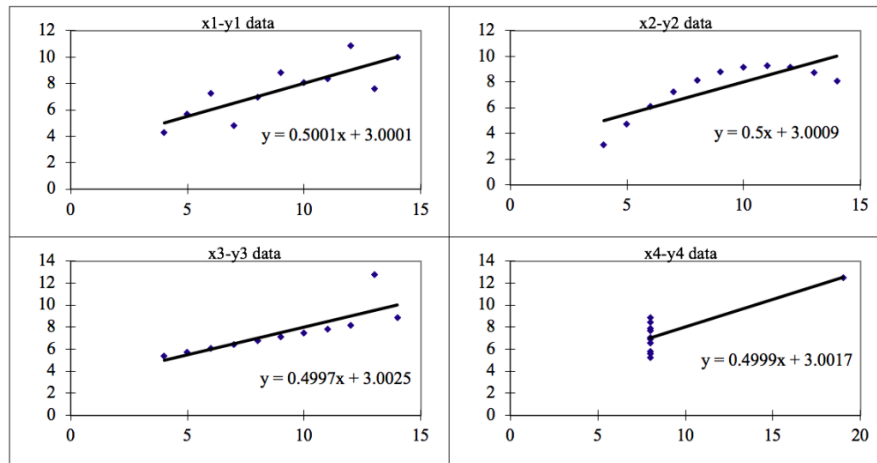 x1-y1 data
12
10
8
6
4
2
0
0 5 10 15
y = 0.5001x + 3.0001
x2-y2 data
12
10
8
6
4
2
0
0 5 10 15
y = 0.5x + 3.0009
x3-y3 data
14
12
10
8
6
4
2
0
0 5 10 15
y = 0.4997x + 3.0025
x4-y4 data
14
12
10
8
6
4
2
0
0 5 10 15 20
y = 0.4999x + 3.0017